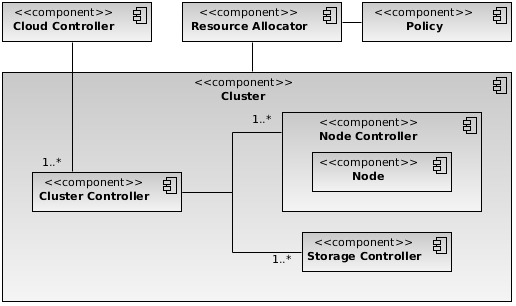 <<component>>
Cloud Controller
<<component>>
Resource Allocator
<<component>>
Policy
<<component>>
Cluster
1..*
<<component>>
Cluster Controller
1..*
<<component>>
Node Controller
<<component>>
Node
1..*
<<component>>
Storage Controller